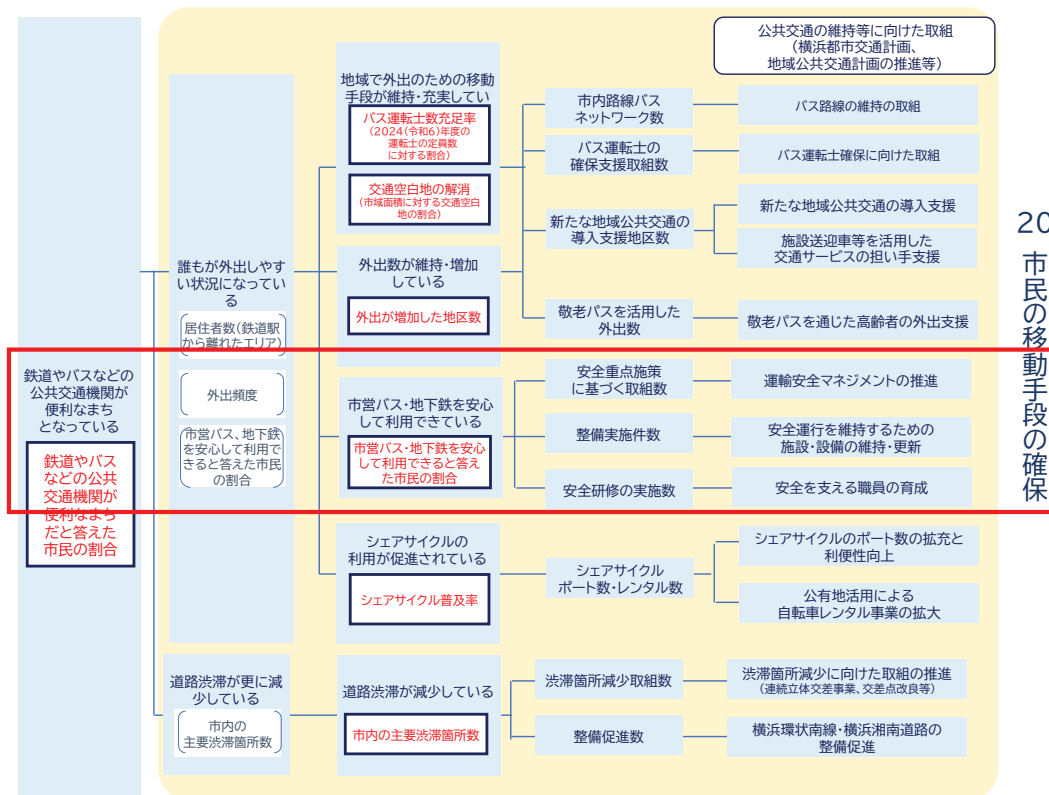 公共交通の維持等に向けた取組
(横浜都市交通計画、
地域公共交通計画の推進等)
鉄道やバスなどの
公共交通機関が
便利なまち
となっている
鉄道やバス
などの公共
交通機関が
便利なまち
だと答えた
市民の割合
誰もが外出しやす
い状況になってい
る
居住者数(鉄道駅
から離れたエリア)
外出頻度
市営バス、地下鉄
を安心して利用で
きると答えた市民
の割合
道路渋滞が更に減
少している
市内の
主要渋滞箇所数
地域で外出のための移動
手段が維持・充実してい
バス運転士数充足率
(2024(令和6)年度の
運転士の定員数
に対する割合)
交通空白地の解消
(市域面積に対する交通空白
地の割合)
外出数が維持・増加
している
外出が増加した地区数
市営バス・地下鉄を安心
して利用できている
市営バス・地下鉄を安心
して利用できると答え
た市民の割合
シェアサイクルの
利用が促進されている
シェアサイクル普及率
道路渋滞が減少している
市内の主要渋滞箇所数
市内路線バス
ネットワーク数
バス運転士の
確保支援取組数
新たな地域公共交通の
導入支援地区数
敬老パスを活用した
外出数
安全重点施策
に基づく取組数
整備実施件数
安全研修の実施数
シェアサイクル
ポート数・レンタル数
渋滞箇所減少取組数
整備促進数
バス路線の維持の取組
バス運転士確保に向けた取組
新たな地域公共交通の導入支援
施設送迎車等を活用した
交通サービスの担い手支援
敬老パスを通じた高齢者の外出支援
運輸安全マネジメントの推進
安全運行を維持するための
施設・設備の維持・更新
安全を支える職員の育成
シェアサイクルのポート数の拡充と
利便性向上
公有地活用による
自転車レンタル事業の拡大
渋滞箇所減少に向けた取組の推進
(連続立体交差事業、交差点改良等)
横浜環状南線・横浜湘南道路の
整備促進
20
市民の移動手段の確保